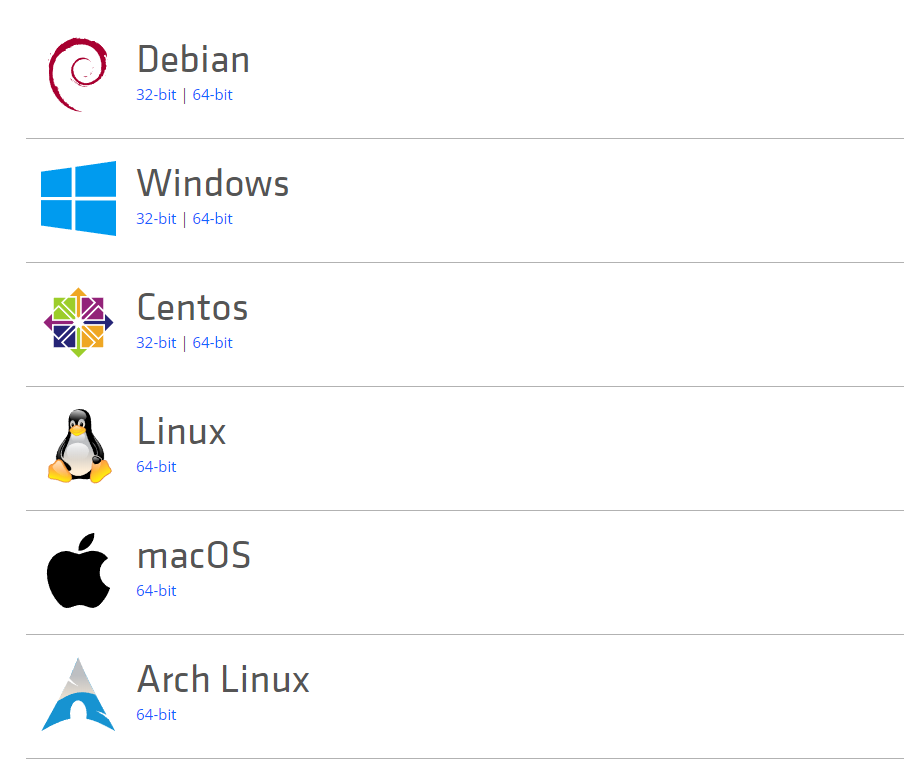 Debian
32-bit | 64-bit
Windows
32-bit | 64-bit
Centos
32-bit | 64-bit
Linux
64-bit
macOS
64-bit
Arch Linux
64-bit